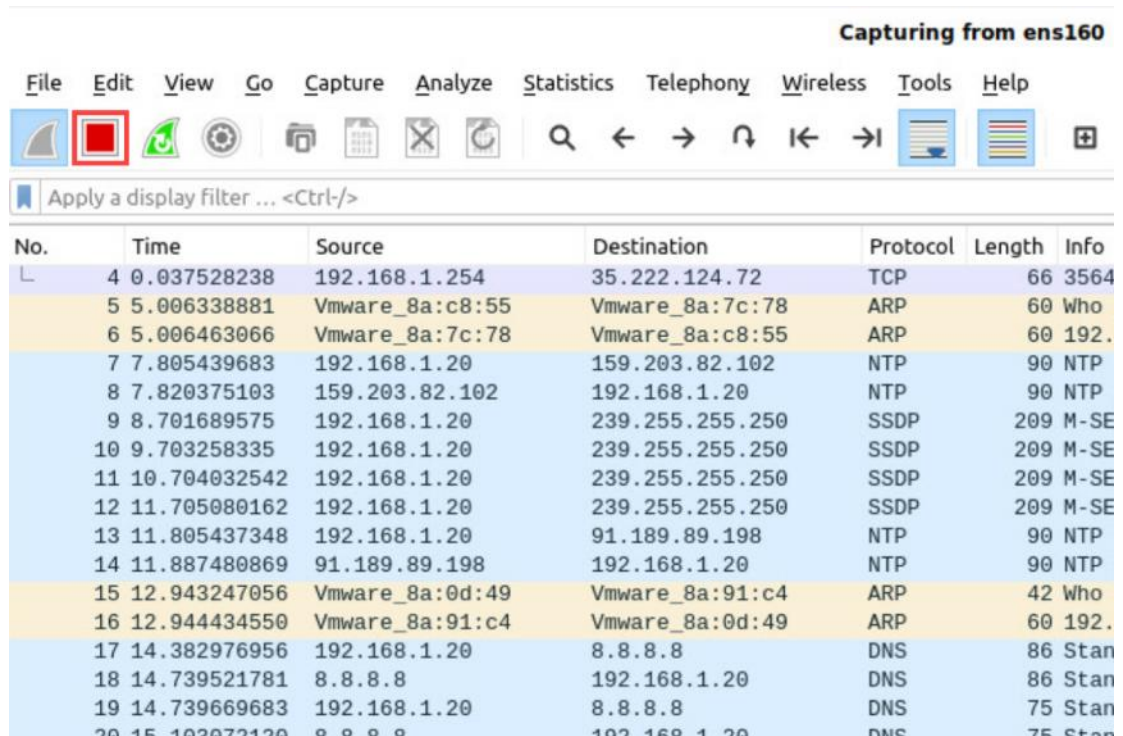 Capturing from ens160
File Edit View Go Capture Analyze Statistics Telephony Wireless Tools Help
Apply a display filter ... <Ctrl-/>
No. Time Source Destination Protocol Length Info
4 0.037528238 192.168.1.254 35.222.124.72 TCP 66 3564
5 5.006338881 Vmware_8a:c8:55 Vmware_8a:7c:78 ARP 60 Who
6 5.006463066 Vmware_8a:7c:78 Vmware_8a:c8:55 ARP 60 192.
7 7.805439683 192.168.1.20 159.203.82.102 NTP 90 NTP
8 7.820375103 159.203.82.102 192.168.1.20 NTP 90 NTP
9 8.701689575 192.168.1.20 239.255.255.250 SSDP 209 M-SE
10 9.703258335 192.168.1.20 239.255.255.250 SSDP 209 M-SE
11 10.704032542 192.168.1.20 239.255.255.250 SSDP 209 M-SE
12 11.705080162 192.168.1.20 239.255.255.250 SSDP 209 M-SE
13 11.805437348 192.168.1.20 91.189.89.198 NTP 90 NTP
14 11.887480869 91.189.89.198 192.168.1.20 NTP 90 NTP
15 12.943247056 Vmware_8a:0d:49 Vmware_8a:91:c4 ARP 42 Who
16 12.944434550 Vmware_8a:91:c4 Vmware_8a:0d:49 ARP 60 192.
17 14.382976956 192.168.1.20 8.8.8.8 DNS 86 Stan
18 14.739521781 8.8.8.8 192.168.1.20 DNS 86 Stan
19 14.739669683 192.168.1.20 8.8.8.8 DNS 75 Stan